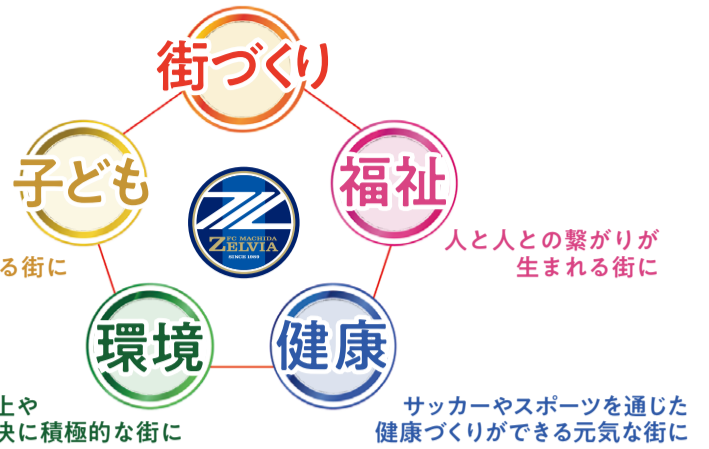 街づくり
子ども
福祉
FC MACHIDA
ZELVIA
SINCE 1989
人と人との繋がりが
生まれる街に
る街に
環境
健康
上や
決に積極的な街に
サッカーやスポーツを通じた
健康づくりができる元気な街に